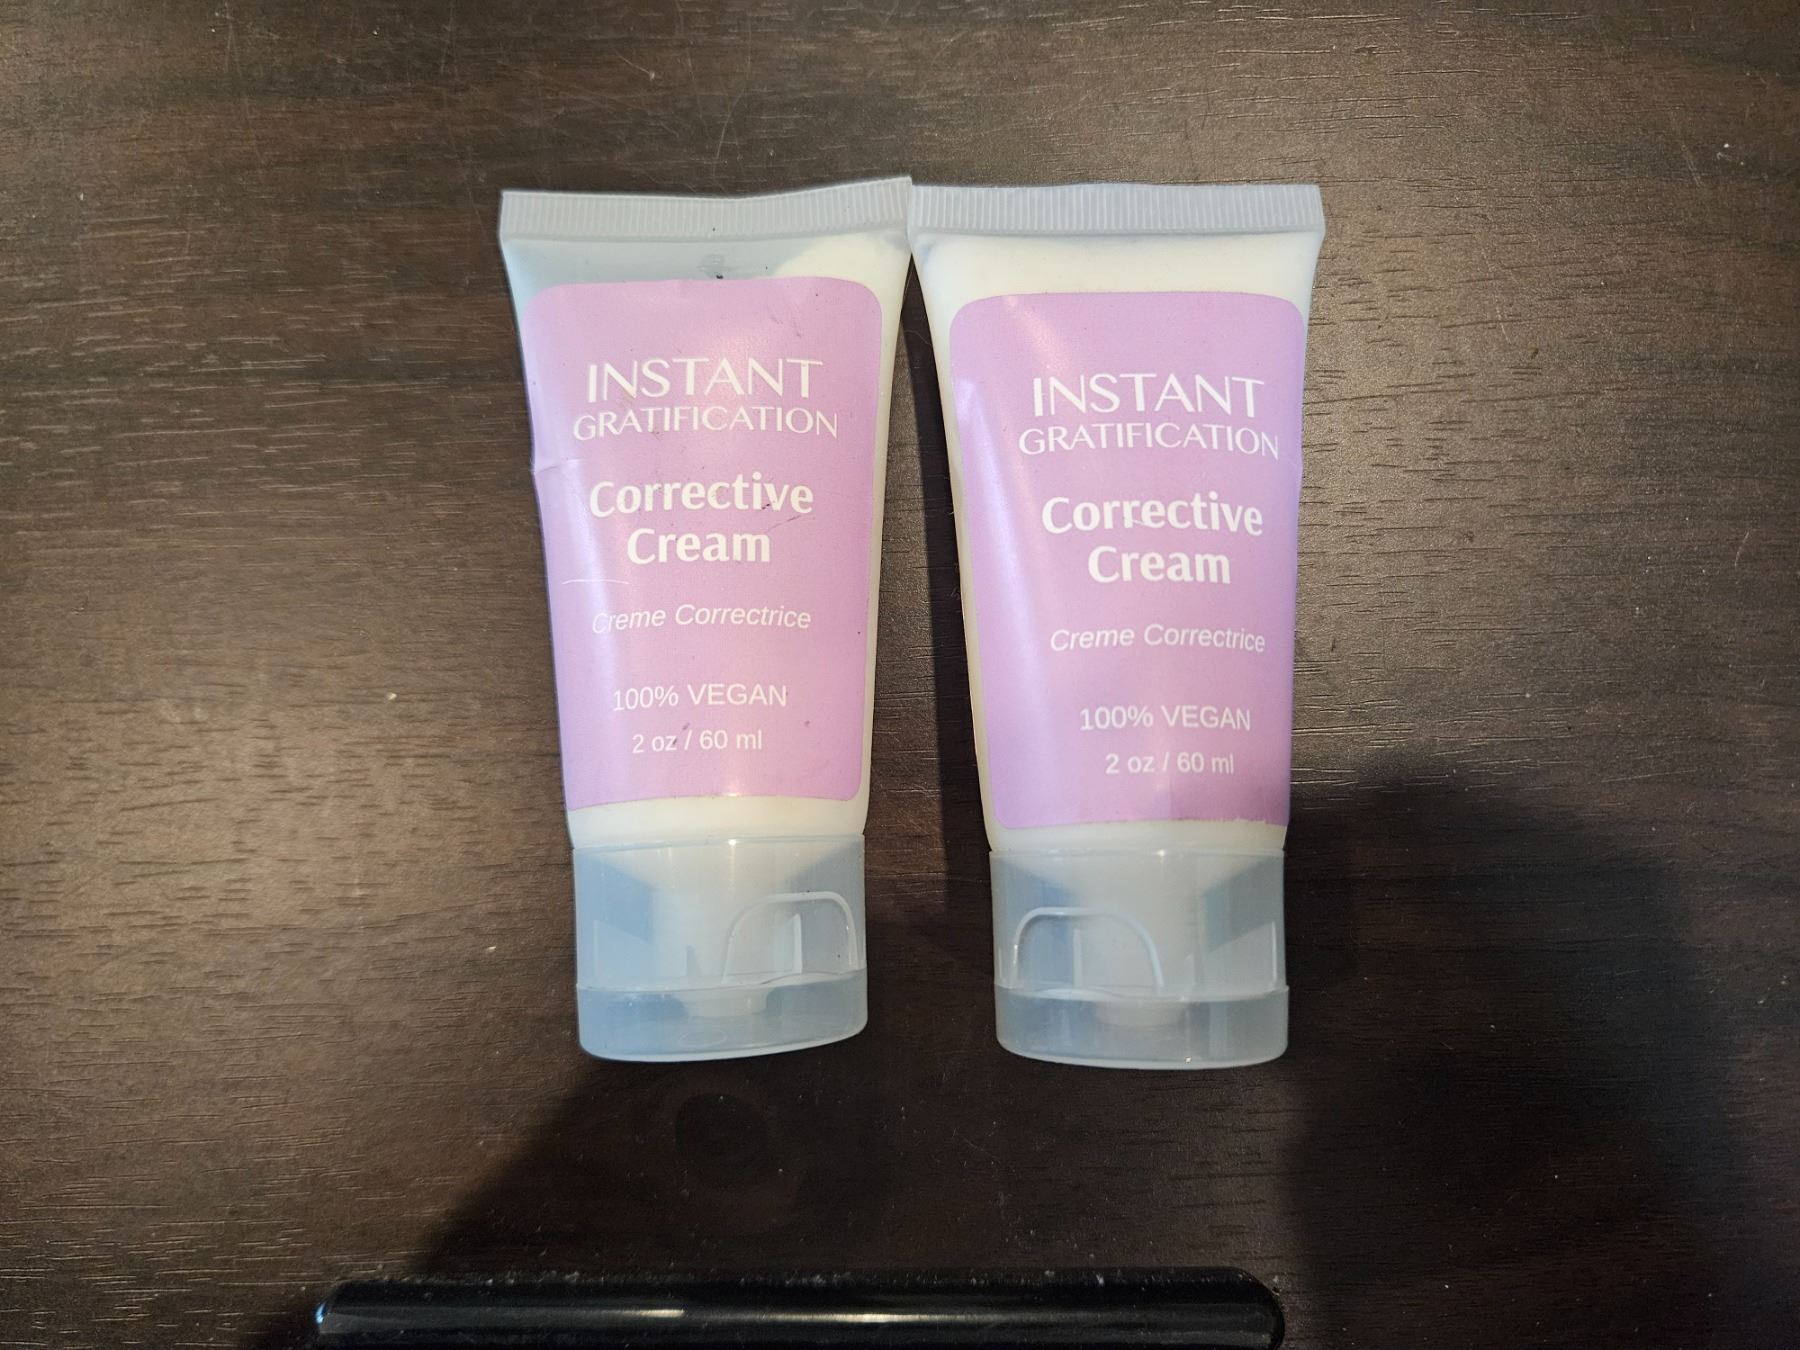 INSTANT
GRATIFICATION
Corrective
Cream
Creme Correctrice
100% VEGAN
2 oz / 60 ml
INSTANT
GRATIFICATION
Corrective
Cream
Creme Correctrice
100% VEGAN
2 oz / 60 ml